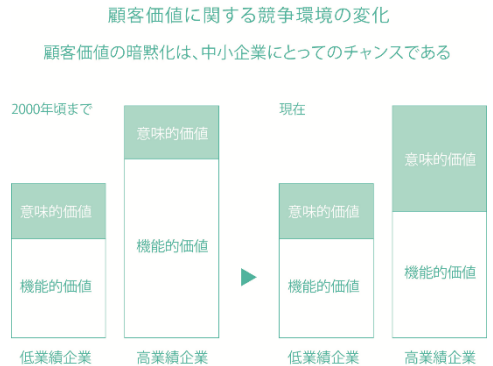 顧客価値に関する競争環境の変化
顧客価値の暗黙化は、中小企業にとってのチャンスである
2000年頃まで
意味的価値
機能的価値
低業績企業
意味的価値
機能的価値
高業績企業
現在
意味的価値
機能的価値
低業績企業
意味的価値
機能的価値
高業績企業